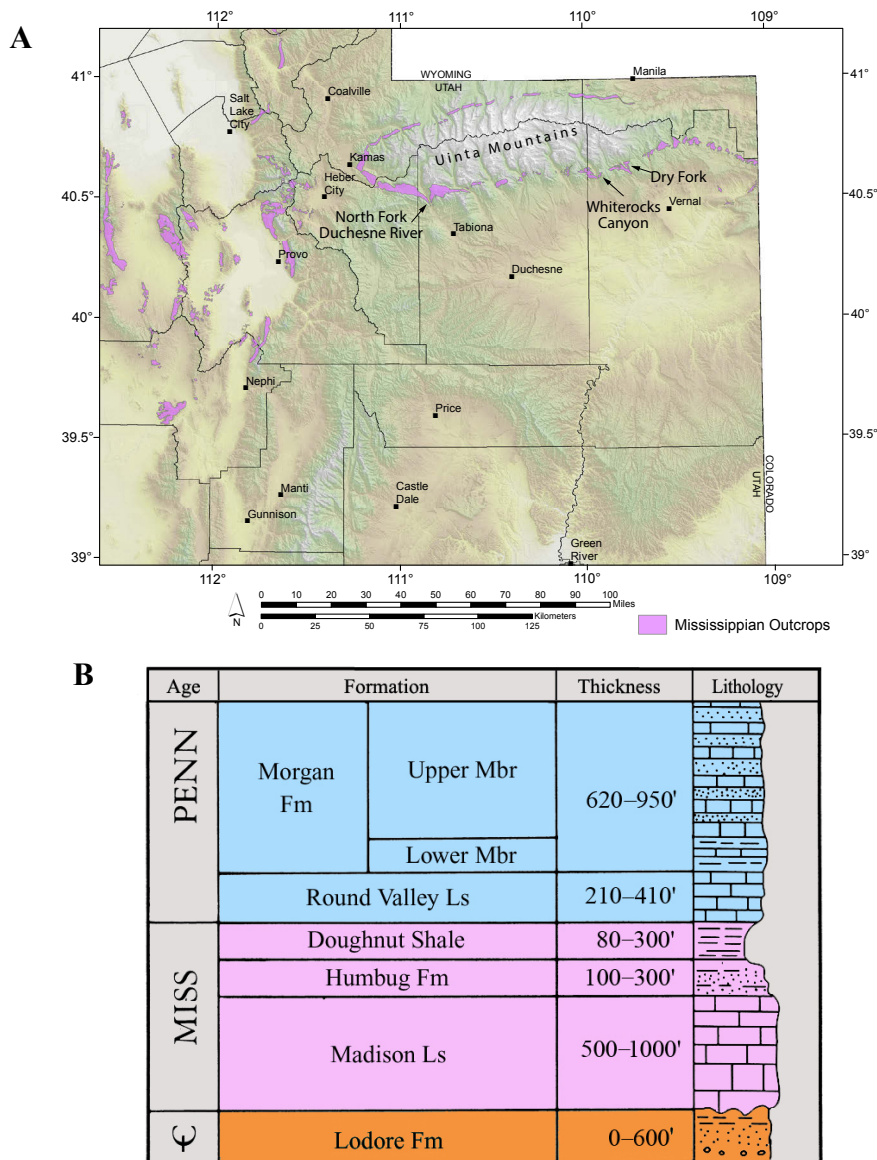 A
112°
111°
110°
109°
41°
41°
WYOMING
UTAH
Manila
Coalville
Salt
Lake
City
Uinta Mountains
Kamas
Heber
City
Dry Fork
40.5°
40.5°
North Fork
Duchesne River
Whiterocks
Canyon
Vernal
Tabiona
Provo
Duchesne
40°
40°
Nephi
Price
39.5°
39.5°
Manti
Castle
Dale
COLORADO
UTAH
Gunnison
Green
River
39°
39°
112°
111°
110°
109°
N
0 10 20 30 40 50 60 70 80 90 100
Miles
Kilometers
0 25 50 75 100 125
Mississippian Outcrops
B
Age Formation Thickness Lithology
PENN
Morgan
Fm
Upper Mbr
620–950'
Lower Mbr
Round Valley Ls 210–410'
MISS
Doughnut Shale 80–300'
Humbug Fm 100–300'
Madison Ls 500–1000'
Ꞓ
Lodore Fm 0–600'